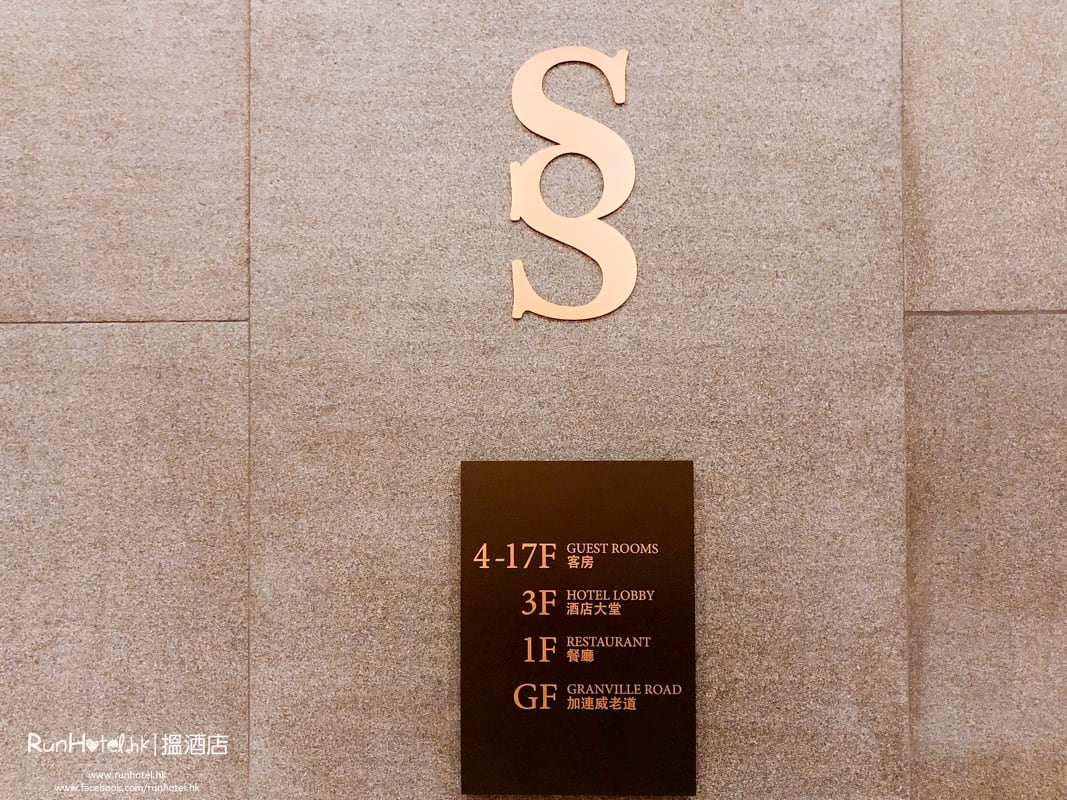 4-17F GUEST ROOMS
客房
3F HOTEL LOBBY
酒店大堂
1F RESTAURANT
餐廳
GF GRANVILLE ROAD
加連威老道
RunHotel.hk|搵酒店
www.runhotel.hk
www.facebook.com/runhotel.hk